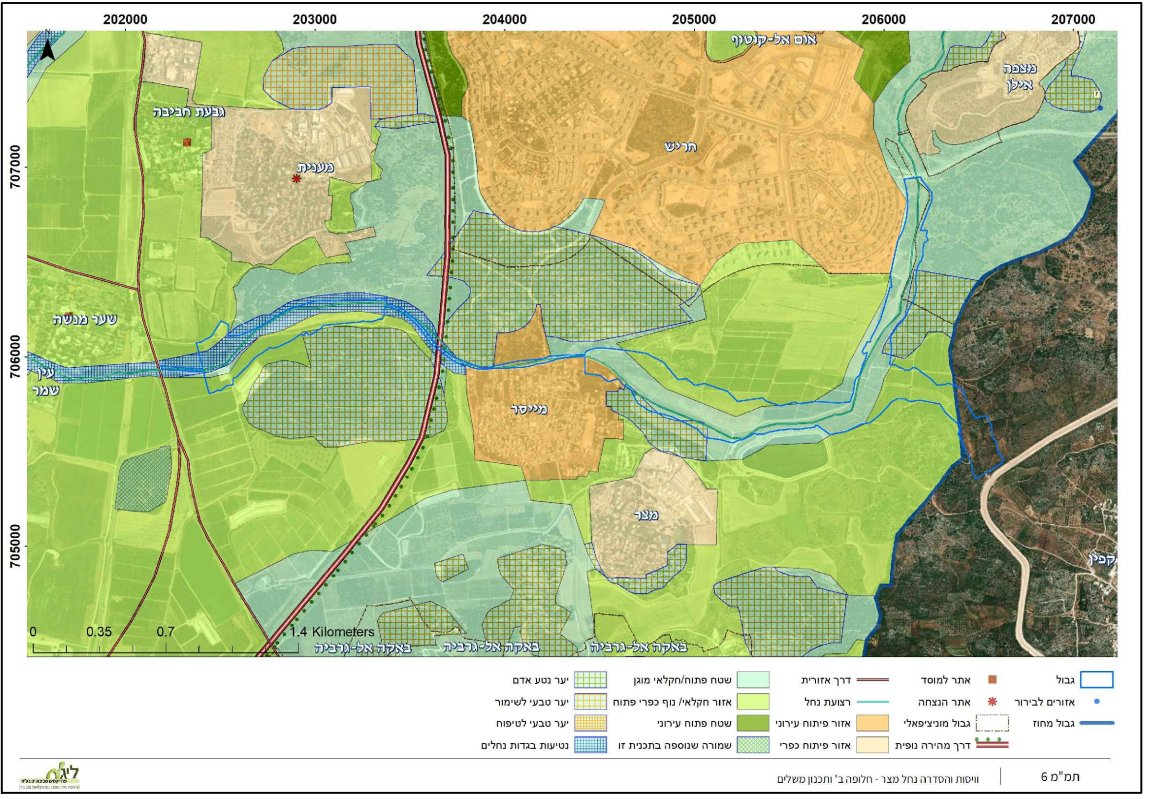 202000 203000 204000 205000 206000 207000
N
אום אל-קוטוף
מצפה
אילן
גבעת חביבה
חריש
מענית
707000
שער מנשה
706000
עין
שמר
מייסר
מצר
705000
קפין
0 0.35 0.7 1.4 Kilometers
באקה אל-גרביה באקה אל-גרביה באקה אל-גרביה
גבול
אתר למוסד
דרך אזורית
שטח פתוח/חקלאי מוגן
יער נטע אדם
אזורים לבירור
אתר הנצחה
רצועת נחל
אזור חקלאי/ נוף כפרי פתוח
יער טבעי לשימור
גבול מחוז
גבול מוניציפאלי
אזור פיתוח עירוני
שטח פתוח עירוני
יער טבעי לטיפוח
דרך מהירה נופית
אזור פיתוח כפרי
שמורה שנוספה בתכנית זו
נטיעות בגדות נחלים
תמ"מ 6
וויסות והסדרה נחל מצר - חלופה ב' ותכנון משלים
ליגם